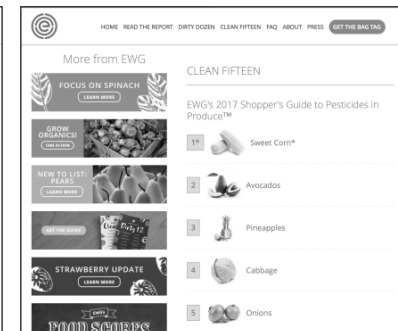 HOME READ THE REPORT DIRTY DOZEN CLEAN FIFTEEN FAQ ABOUT PRESS GET THE BAG TAG
More from EWG
FOCUS ON SPINACH
LEARN MORE
GROW
ORGANICS!
TAKE ACTION
NEW TO LIST:
PEARS
LEARN MORE
GET THE GUIDE
STRAWBERRY UPDATE
LEARN MORE
FOOD SCORES
CLEAN FIFTEEN
EWG's 2017 Shopper's Guide to Pesticides in
Produce™
1* Sweet Corn*
2 Avocados
3 Pineapples
4 Cabbage
5 Onions